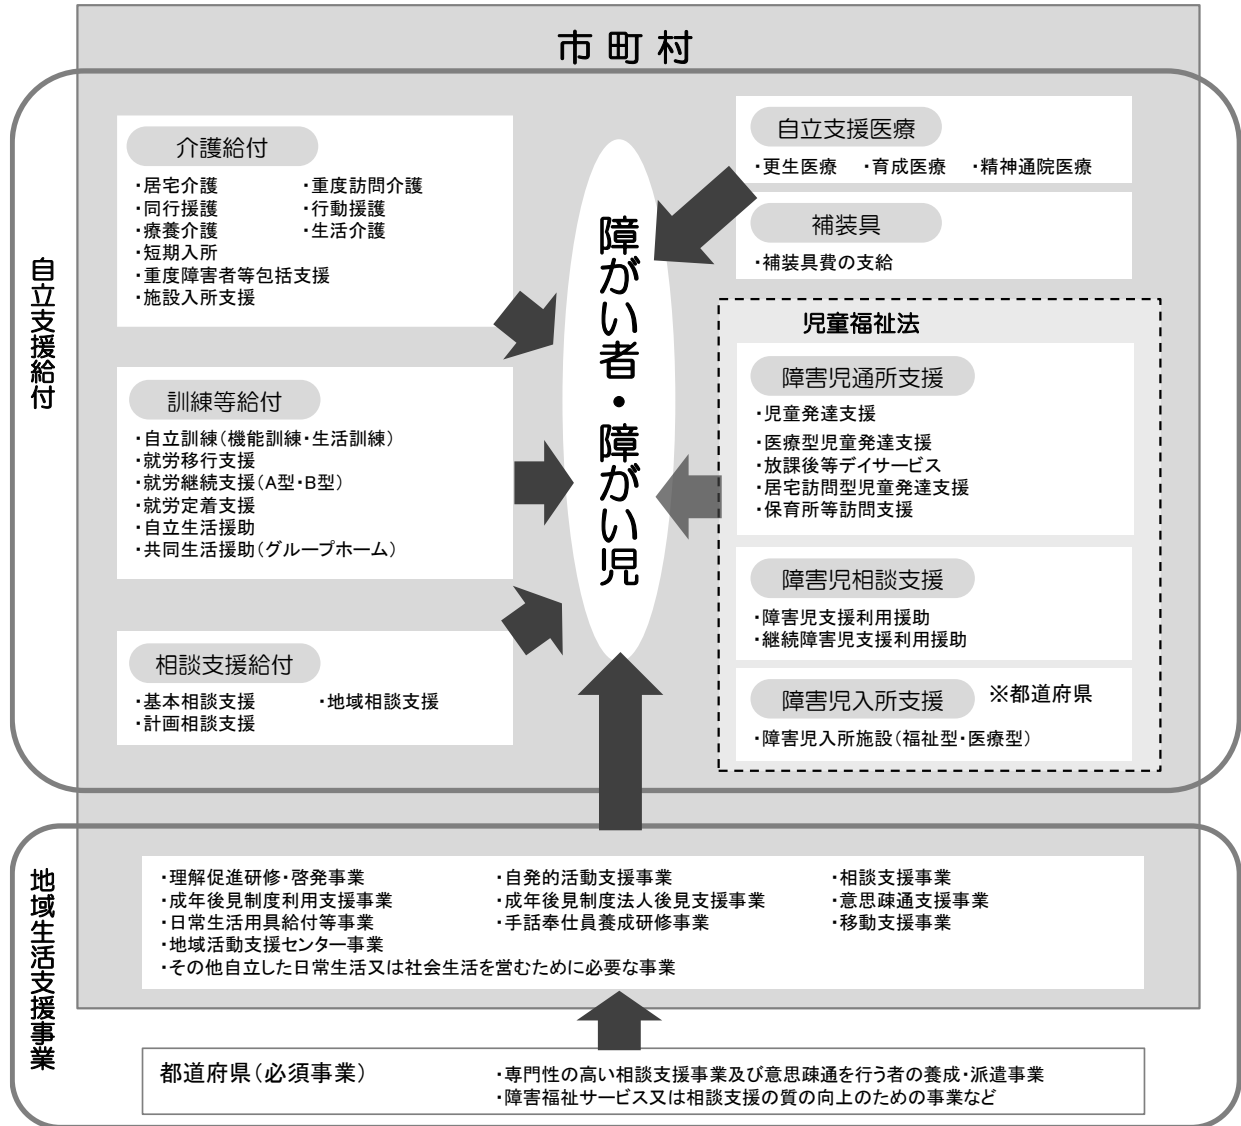 市町村
自立支援給付
介護給付
・居宅介護 ・重度訪問介護
・同行援護 ・行動援護
・療養介護 ・生活介護
・短期入所
・重度障害者等包括支援
・施設入所支援
訓練等給付
・自立訓練(機能訓練・生活訓練)
・就労移行支援
・就労継続支援(A型・B型)
・就労定着支援
・自立生活援助
・共同生活援助(グループホーム)
相談支援給付
・基本相談支援 ・地域相談支援
・計画相談支援
障がい者・障がい児
自立支援医療
・更生医療 ・育成医療 ・精神通院医療
補装具
・補装具費の支給
児童福祉法
障害児通所支援
・児童発達支援
・医療型児童発達支援
・放課後等デイサービス
・居宅訪問型児童発達支援
・保育所等訪問支援
障害児相談支援
・障害児支援利用援助
・継続障害児支援利用援助
障害児入所支援 ※都道府県
・障害児入所施設(福祉型・医療型)
地域生活支援事業
・理解促進研修・啓発事業 ・自発的活動支援事業 ・相談支援事業
・成年後見制度利用支援事業 ・成年後見制度法人後見支援事業 ・意思疎通支援事業
・日常生活用具給付等事業 ・手話奉仕員養成研修事業 ・移動支援事業
・地域活動支援センター事業
・その他自立した日常生活又は社会生活を営むために必要な事業
都道府県(必須事業) ・専門性の高い相談支援事業及び意思疎通を行う者の養成・派遣事業
・障害福祉サービス又は相談支援の質の向上のための事業など